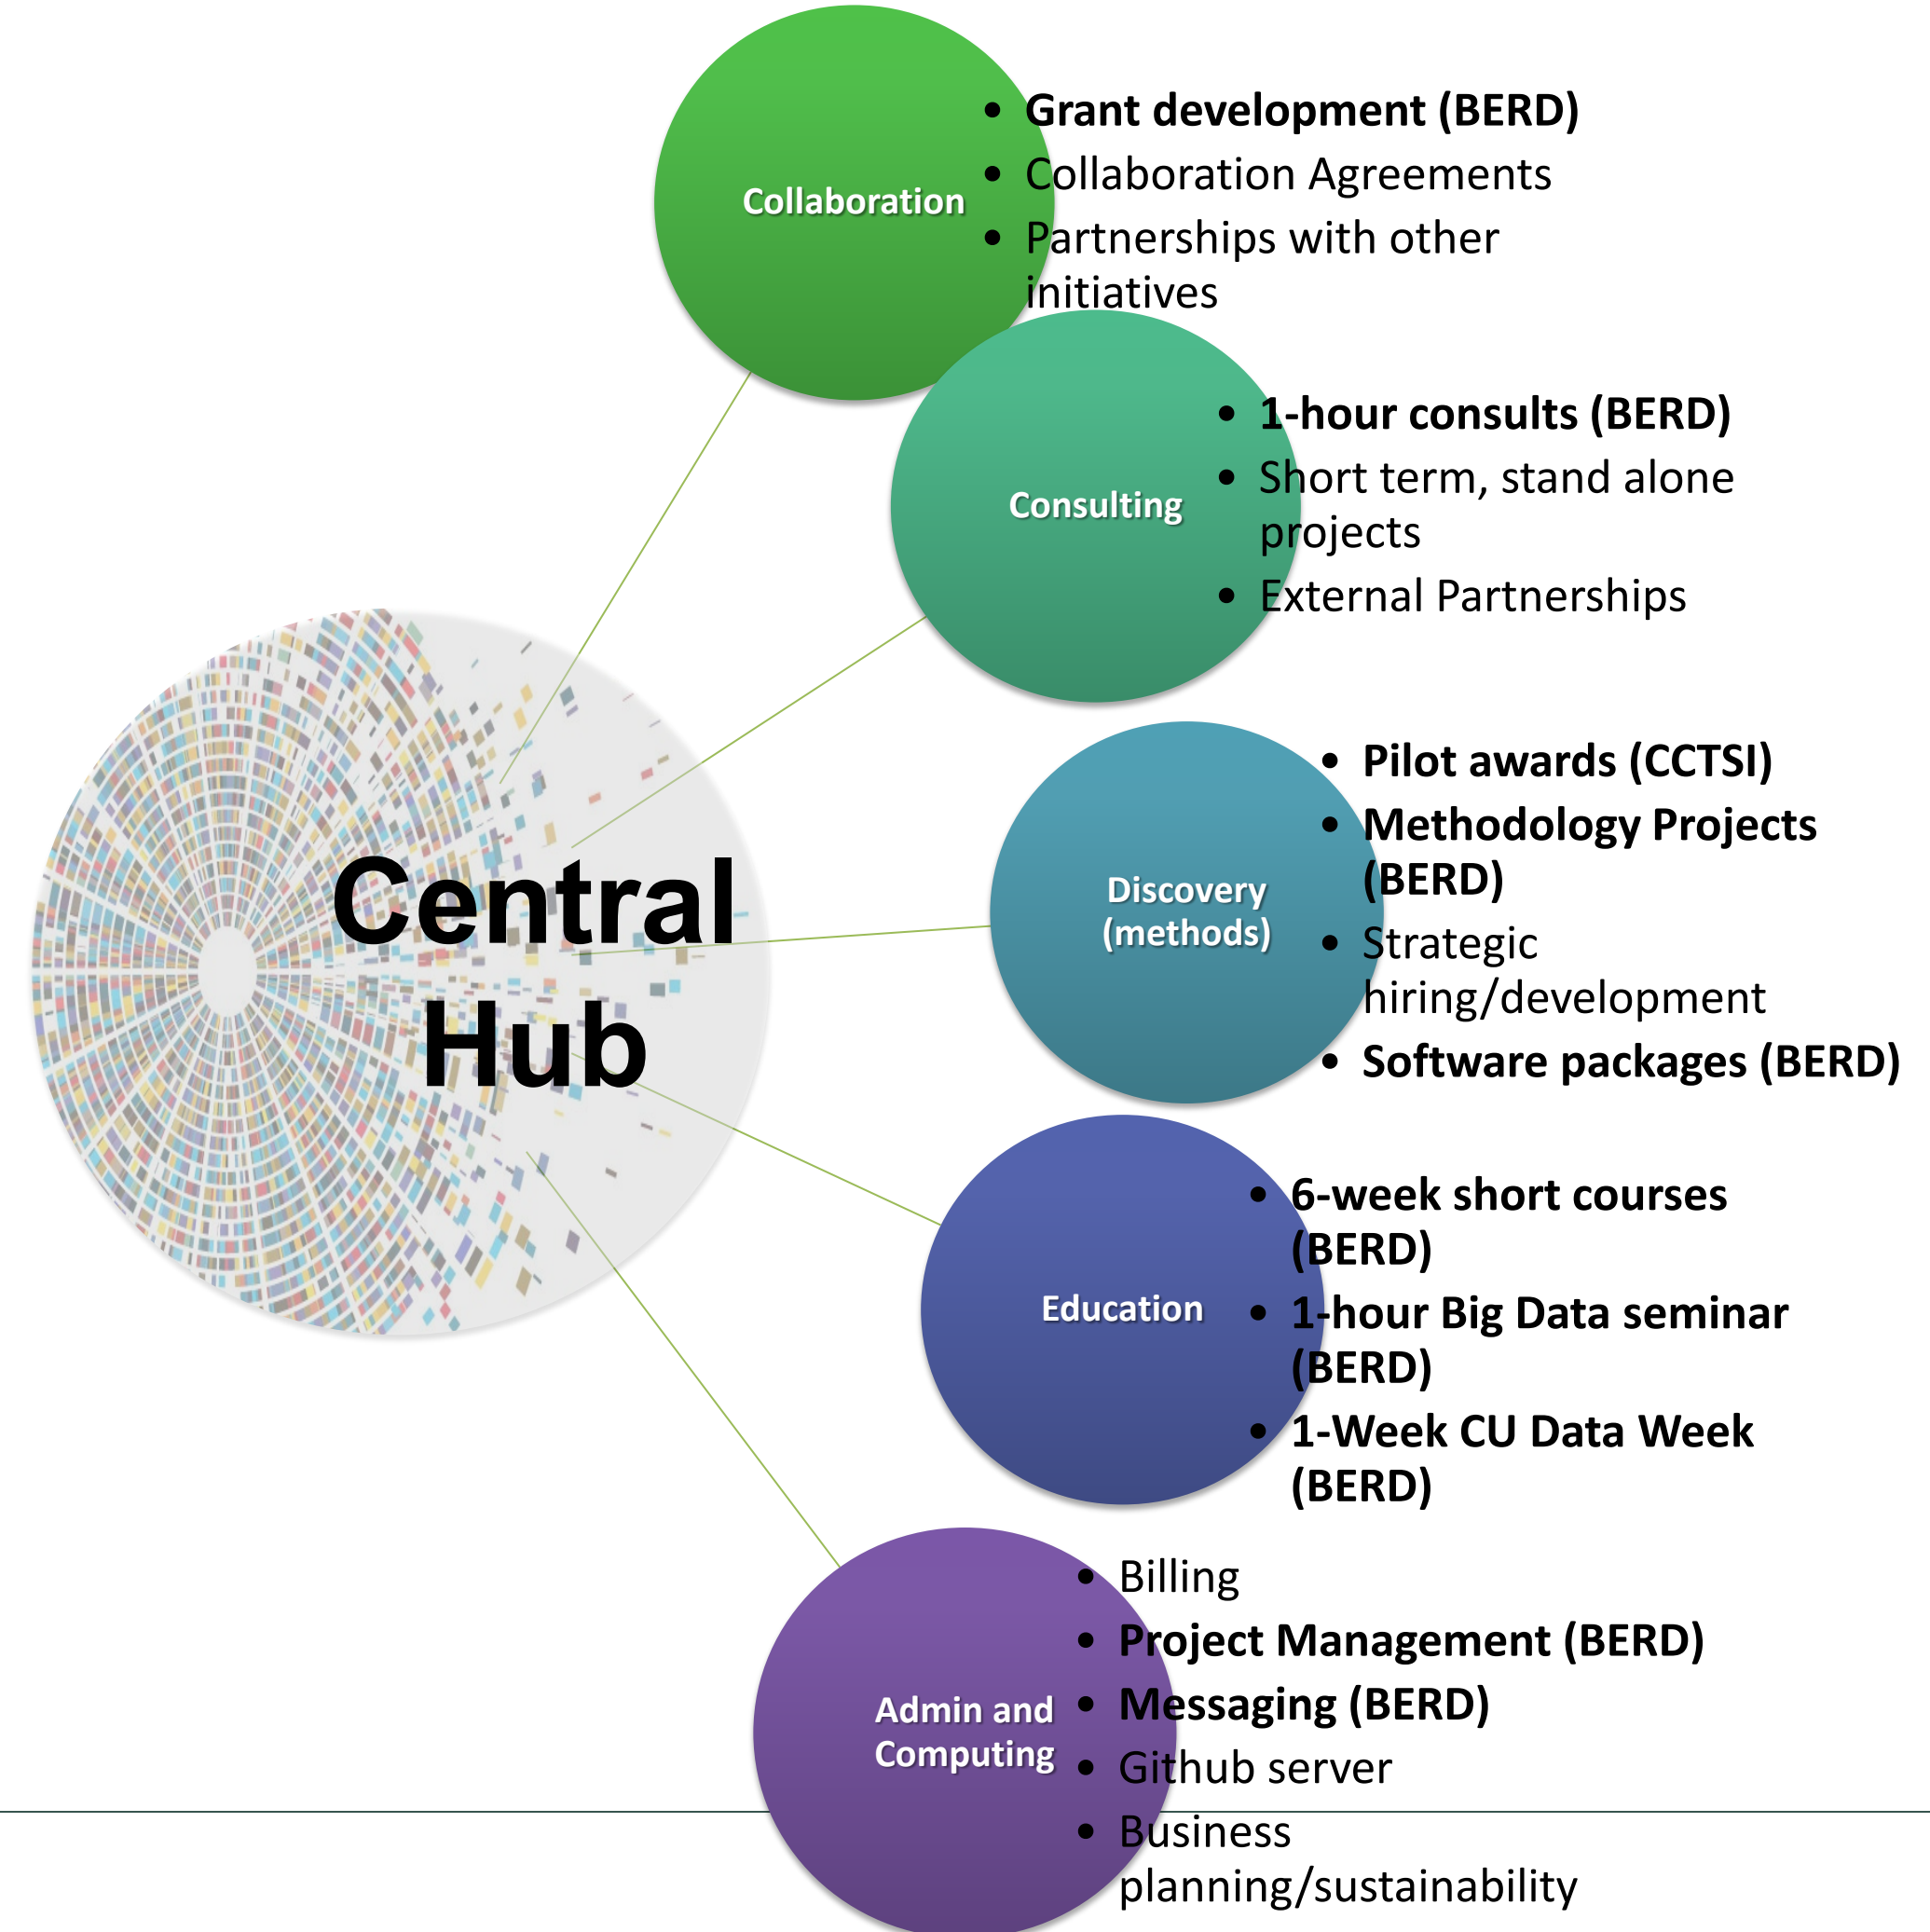 Collaboration
• Grant development (BERD)
• Collaboration Agreements
• Partnerships with other
initiatives
Consulting
• 1-hour consults (BERD)
• Short term, stand alone
projects
• External Partnerships
Central
Hub
Discovery
(methods)
• Pilot awards (CCTSI)
• Methodology Projects
(BERD)
• Strategic
hiring/development
• Software packages (BERD)
Education
• 6-week short courses
(BERD)
• 1-hour Big Data seminar
(BERD)
• 1-Week CU Data Week
(BERD)
Admin and
Computing
• Billing
• Project Management (BERD)
• Messaging (BERD)
• Github server
• Business
planning/sustainability